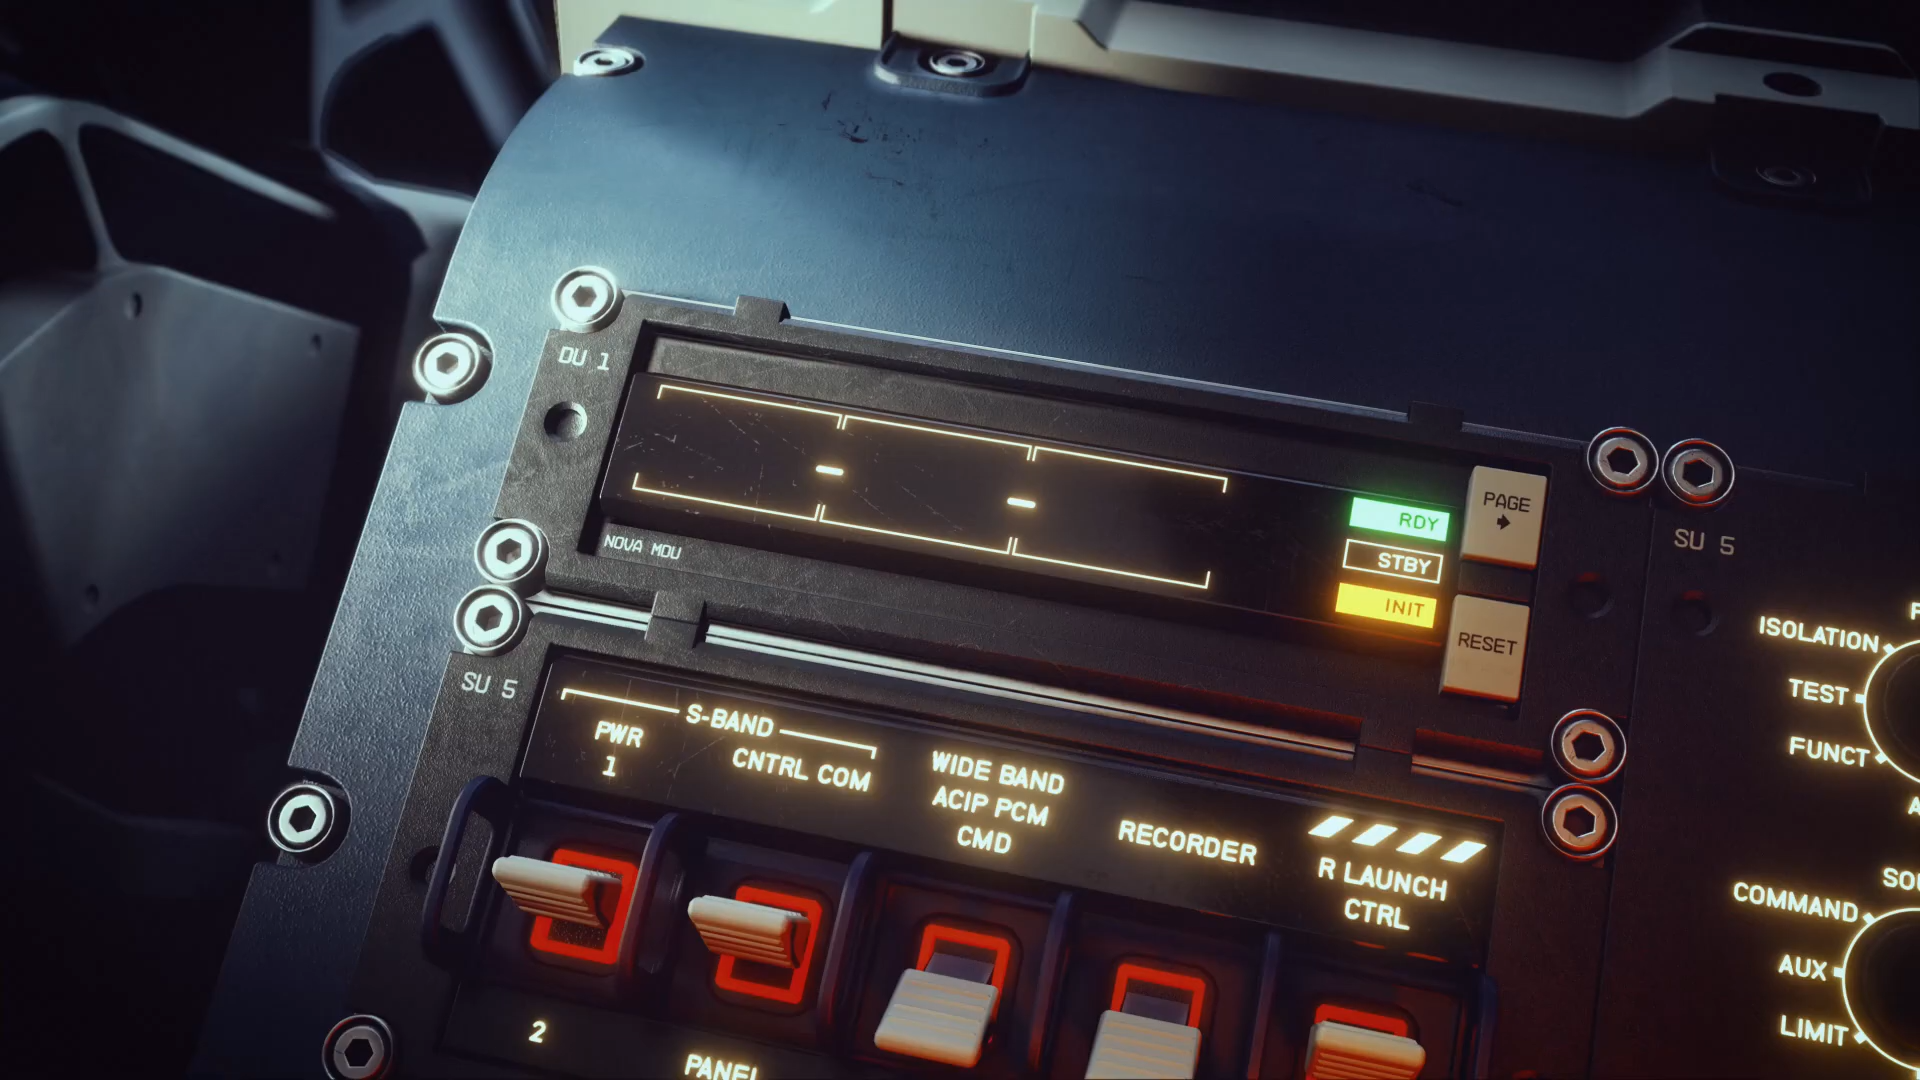 DU 1
RDY
STBY
INIT
PAGE
RESET
NOVA MDU
SU 5
SU 5
S-BAND
PWR
1
CNTRL COM
WIDE BAND
ACIP PCM
CMD
RECORDER
R LAUNCH
CTRL
2
PANEL
ISOLATION
TEST
FUNCT
COMMAND
AUX
LIMIT